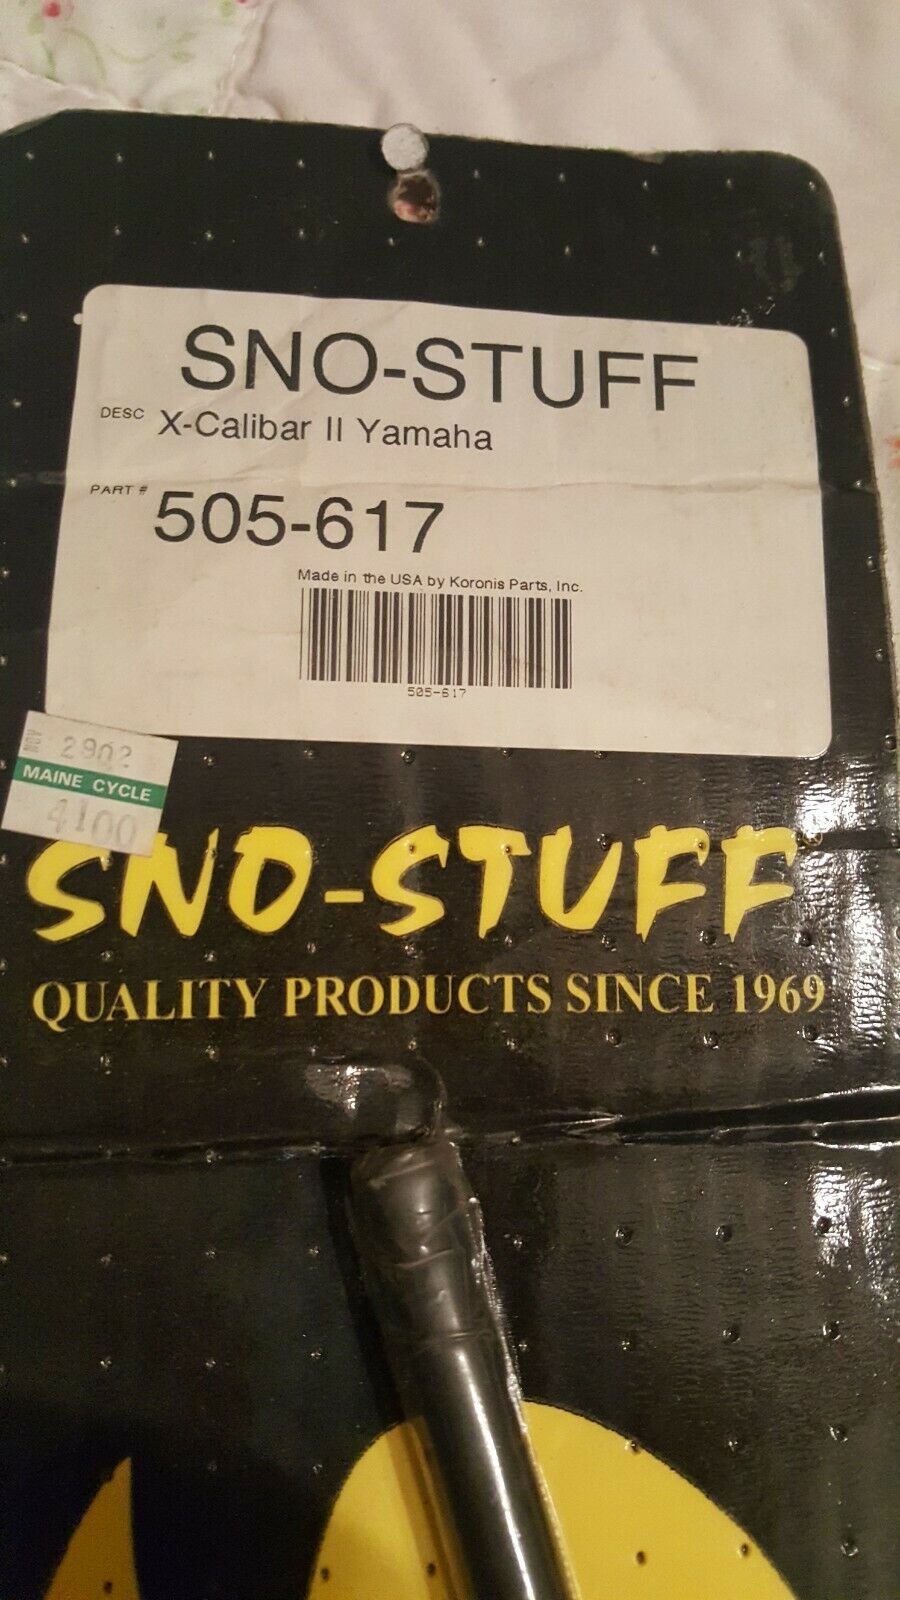 SNO-STUFF
DESC X-Calibar II Yamaha
PART # 505-617
Made in the USA by Koronis Parts, Inc.
505-617
NOV 2902
MAINE CYCLE
4100
SNO-STUFF
QUALITY PRODUCTS SINCE 1969